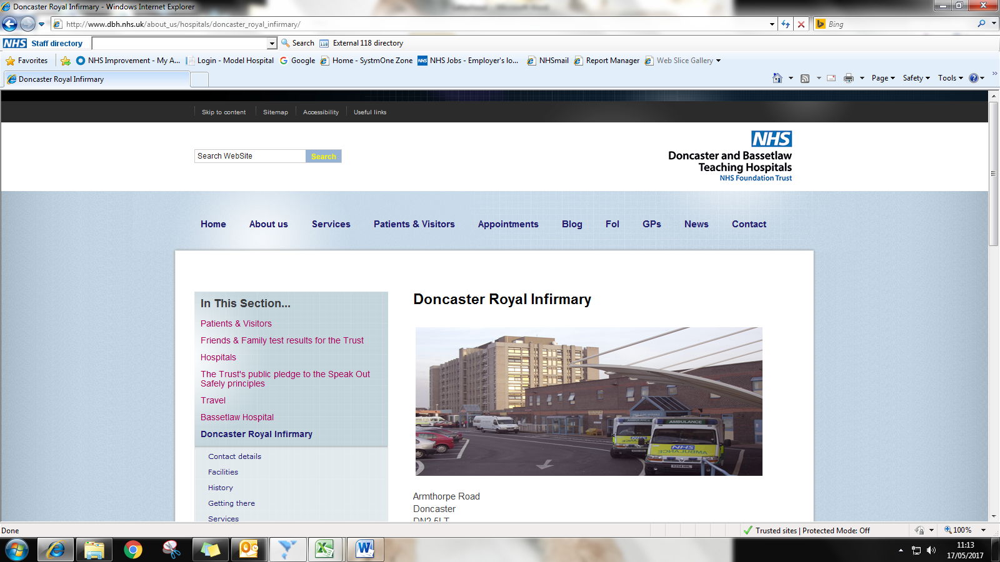 Doncaster Royal Infirmary - Windows Internet Explorer
http://www.dbh.nhs.uk/about_us/hospitals/doncaster_royal_infirmary/
Bing
NHS Staff directory
Search
118 External 118 directory
Favorites
NHS Improvement - My A...
Login - Model Hospital
Google
Home - SystmOne Zone
NHS NHS Jobs - Employer's lo...
NHSmail
Report Manager
Web Slice Gallery
Doncaster Royal Infirmary
Page
Safety
Tools
Skip to content
Sitemap
Accessibility
Useful links
Search WebSite
Search
NHS
Doncaster and Bassetlaw
Teaching Hospitals
NHS Foundation Trust
Home
About us
Services
Patients & Visitors
Appointments
Blog
FoI
GPs
News
Contact
In This Section...
Patients & Visitors
Friends & Family test results for the Trust
Hospitals
The Trust's public pledge to the Speak Out
Safely principles
Travel
Bassetlaw Hospital
Doncaster Royal Infirmary
Contact details
Facilities
History
Getting there
Services
Doncaster Royal Infirmary
AMBULANCE
NHS
AMBULANCE
Armthorpe Road
Doncaster
DN2 5LT
Done
Trusted sites | Protected Mode: Off
100%
11:13
17/05/2017